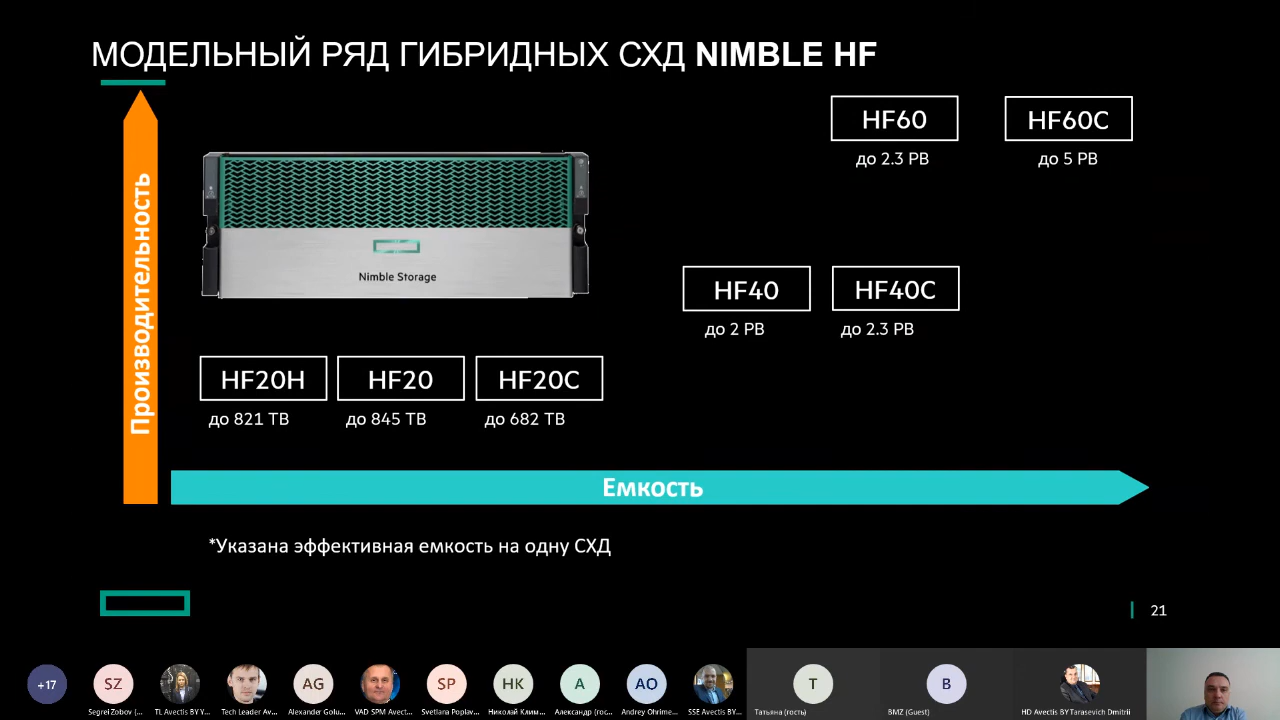 МОДЕЛЬНЫЙ РЯД ГИБРИДНЫХ СХД NIMBLE HF
HF60
HF60C
до 2.3 PB
до 5 PB
Производительность
Nimble Storage
HF40
HF40C
до 2 PB
до 2.3 PB
HF20H
HF20
HF20C
до 821 TB
до 845 TB
до 682 TB
Емкость
*Указана эффективная емкость на одну СХД
21
+17
SZ
AG
SP
НК
А
AO
Т
B
Segrei Zobov (...
TL Avectis BY Y...
Tech Leader Av...
Alexander Golu...
VAD SPM Avect...
Svetlana Poplav...
Николай Клим...
Александр (гос...
Andrey Ohrime...
SSE Avectis BY...
Татьяна (гость)
BMZ (Guest)
HD Avectis BY Tarasevich Dmitrii